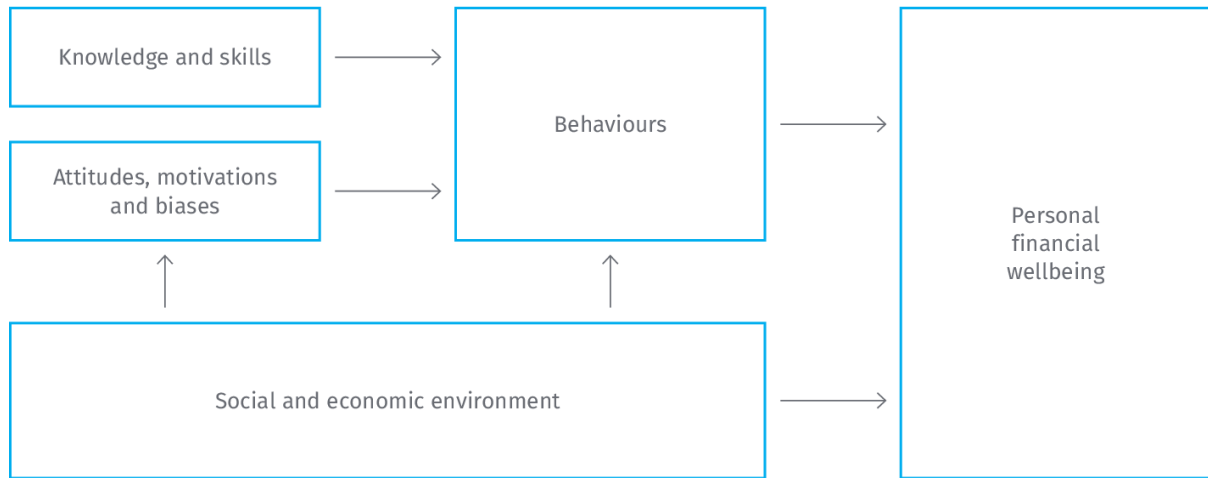 Knowledge and skills
Behaviours
Attitudes, motivations
and biases
Personal
financial
wellbeing
Social and economic environment